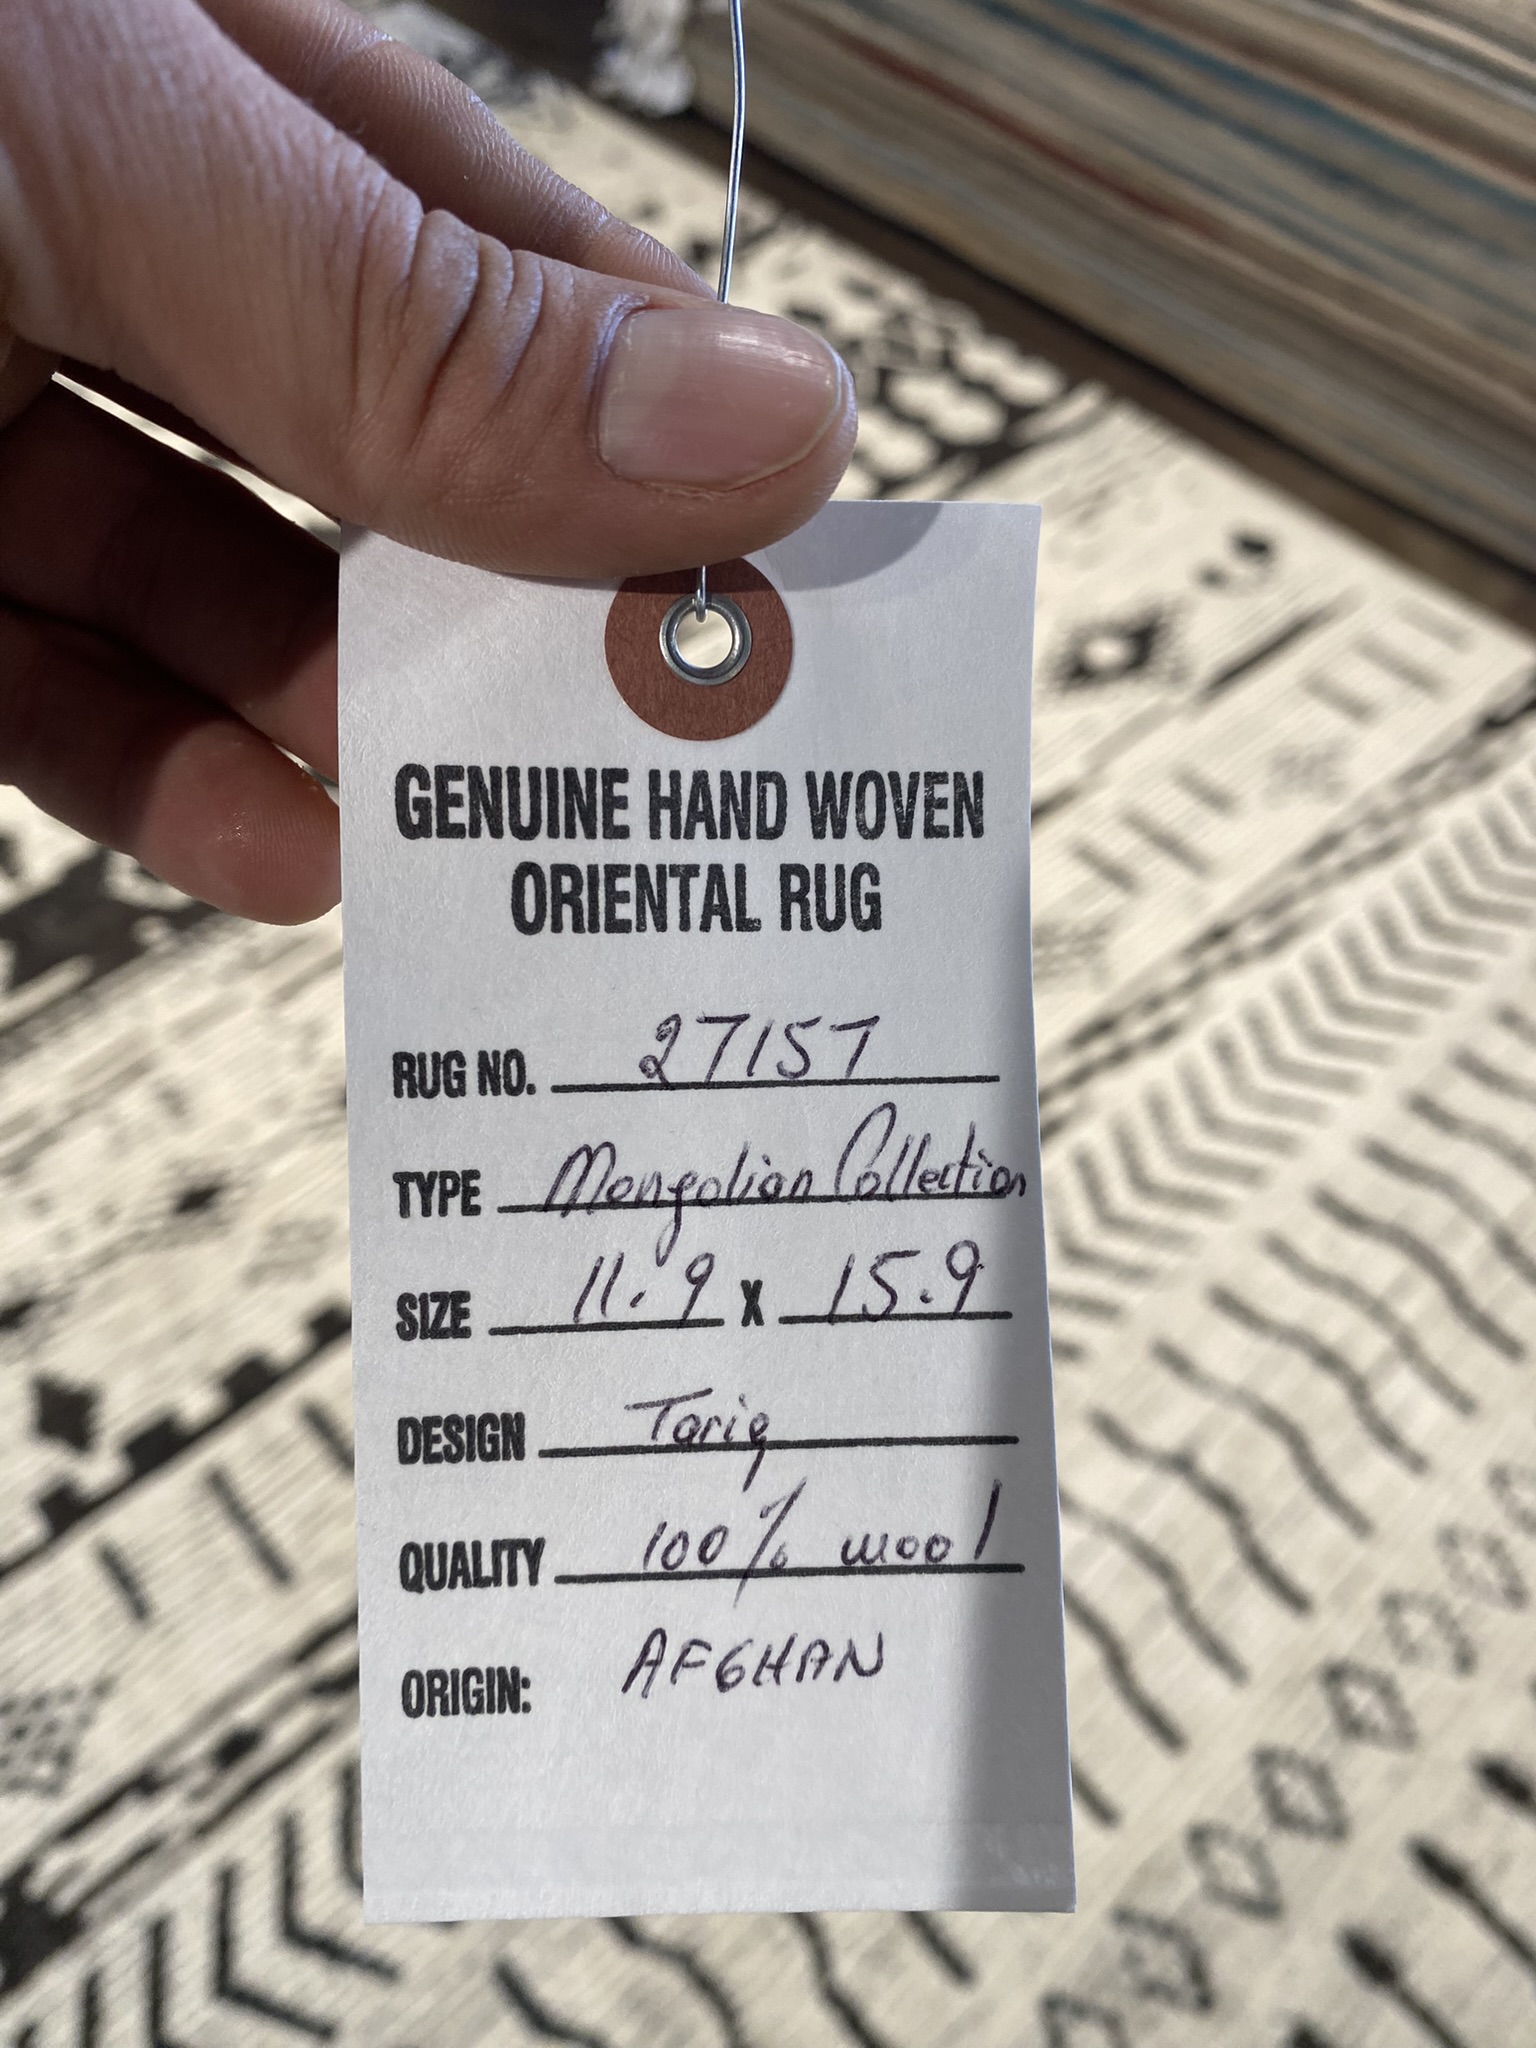 GENUINE HAND WOVEN
ORIENTAL RUG
RUG NO. 27157
TYPE Mongolian Collection
SIZE 11.9 X 15.9
DESIGN Tariq
QUALITY 100% wool
ORIGIN: AFGHAN